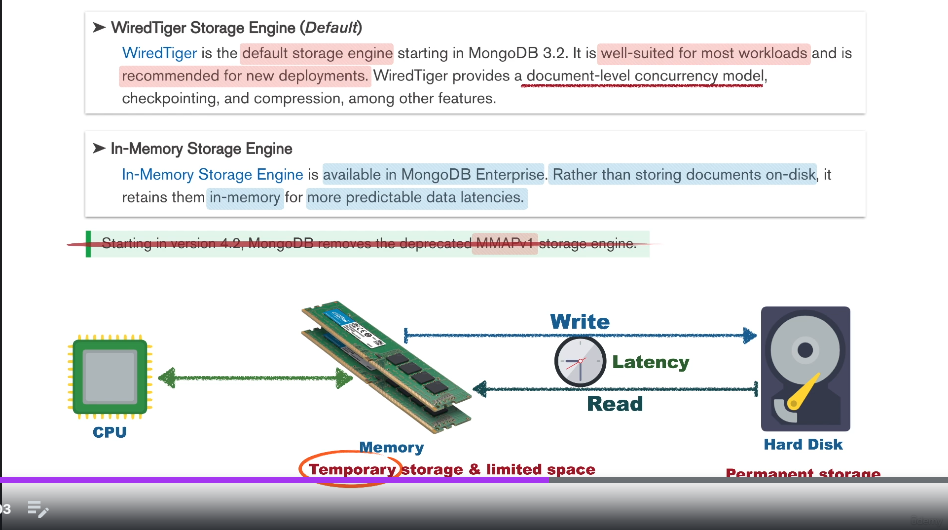 ➤ WiredTiger Storage Engine (Default)
WiredTiger is the default storage engine starting in MongoDB 3.2. It is well-suited for most workloads and is
recommended for new deployments. WiredTiger provides a document-level concurrency model,
checkpointing, and compression, among other features.
➤ In-Memory Storage Engine
In-Memory Storage Engine is available in MongoDB Enterprise. Rather than storing documents on-disk, it
retains them in-memory for more predictable data latencies.
Starting in version 4.2, MongoDB removes the deprecated MMAPv1 storage engine.
Write
Latency
Read
CPU
Memory
Hard Disk
Temporary storage & limited space
Permanent storage